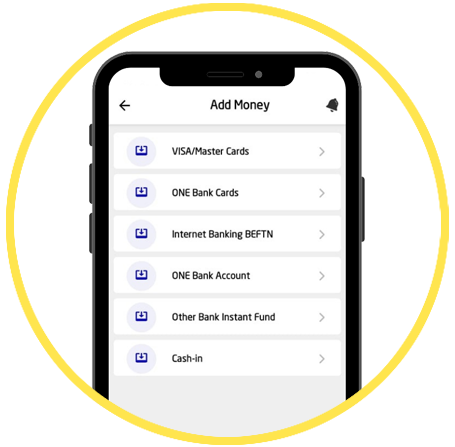 Add Money
VISA/Master Cards
ONE Bank Cards
Internet Banking BEFTN
ONE Bank Account
Other Bank Instant Fund
Cash-in